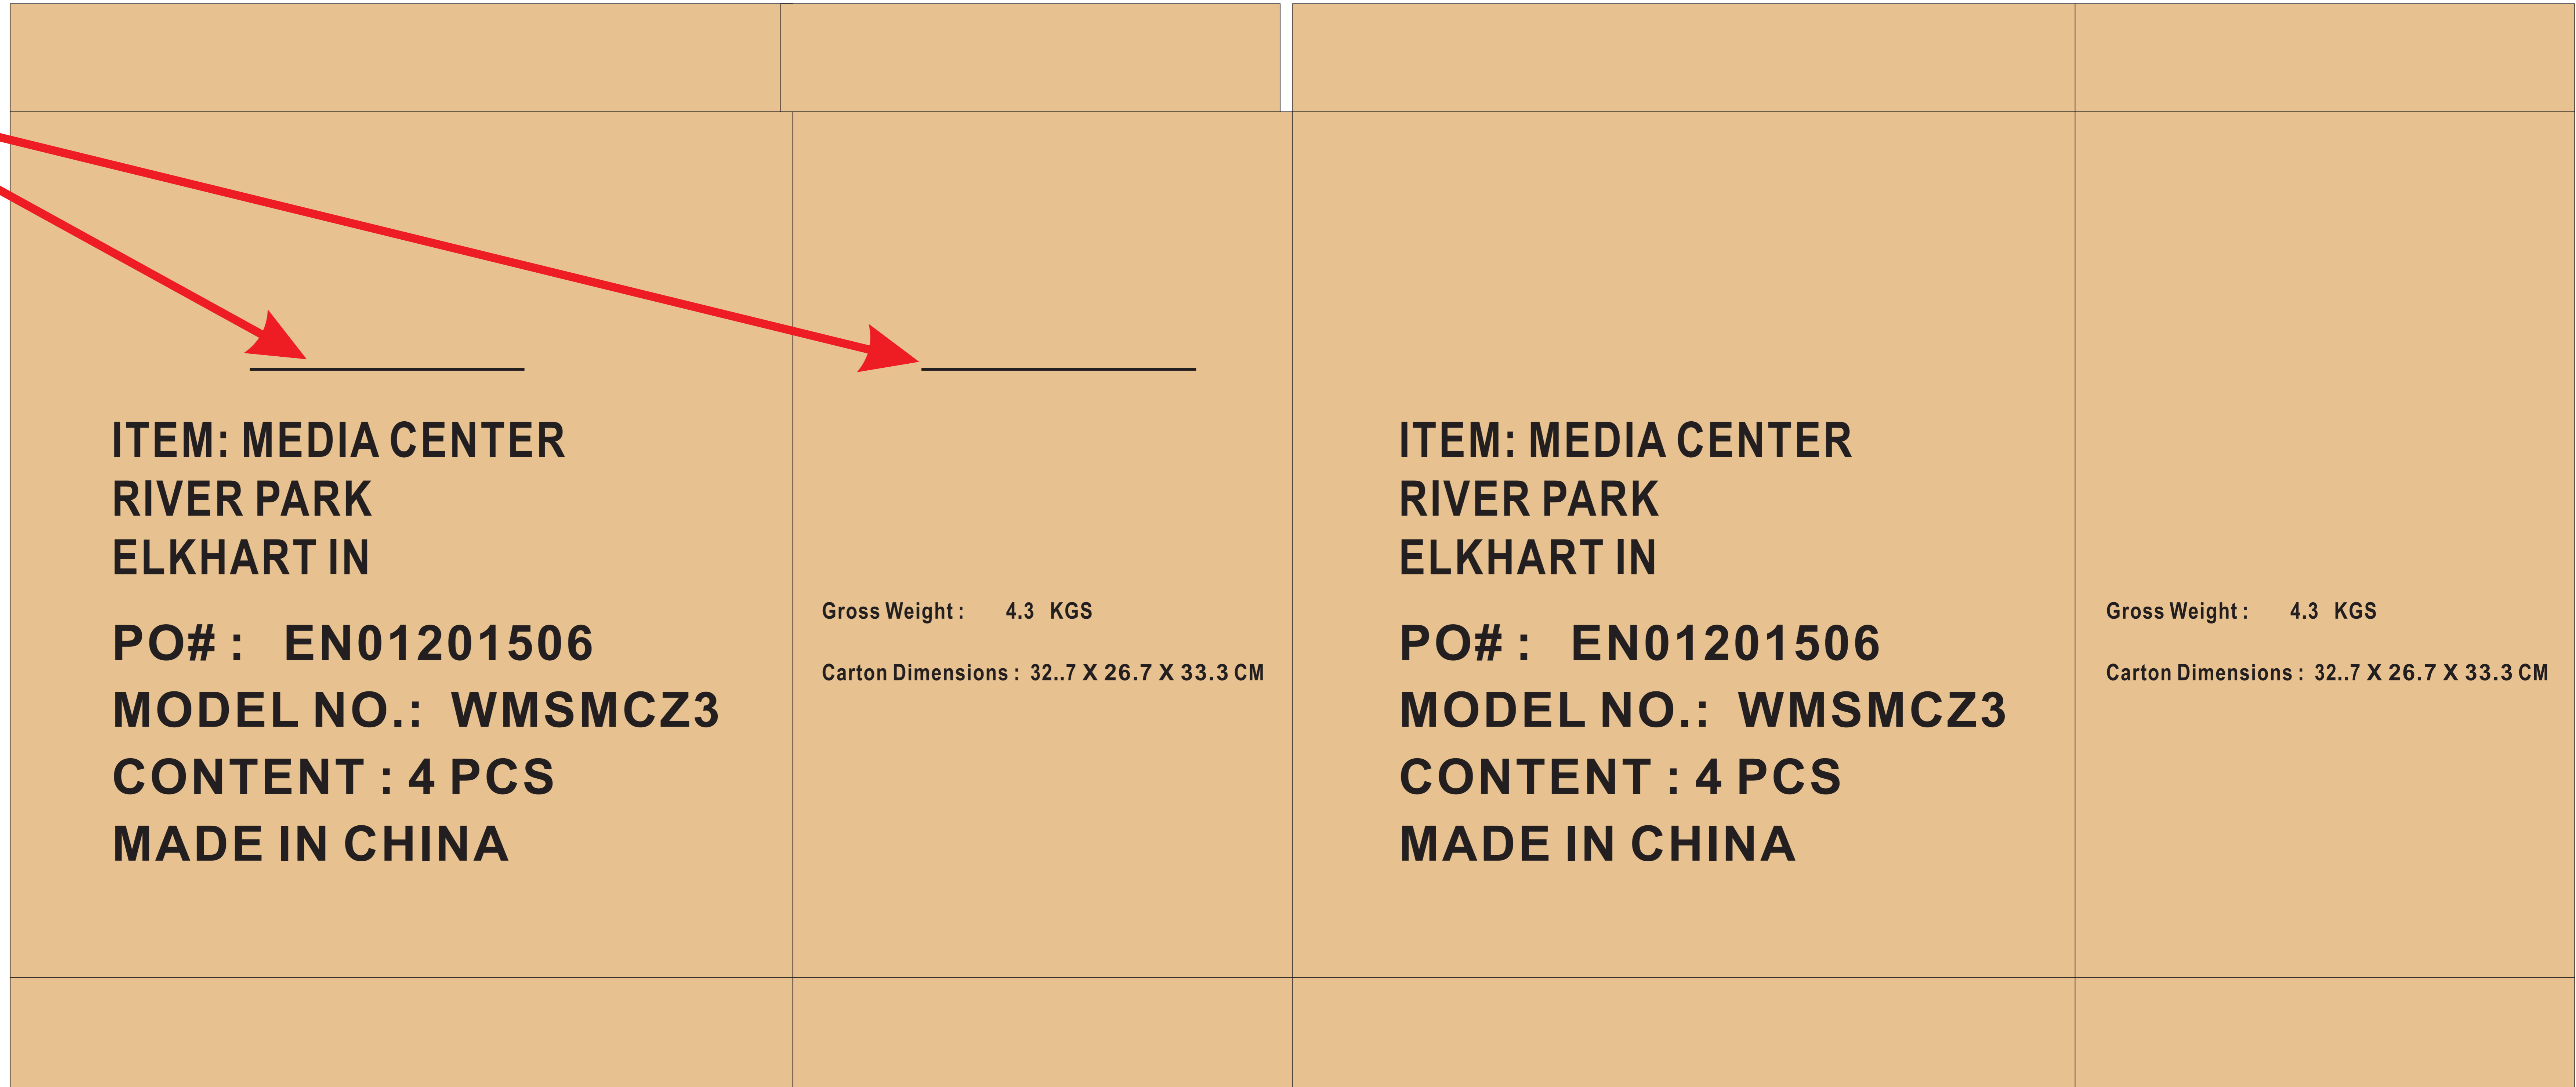 ITEM: MEDIA CENTER
RIVER PARK
ELKHART IN
PO# : EN01201506
MODEL NO.: WMSMCZ3
CONTENT : 4 PCS
MADE IN CHINA
Gross Weight : 4.3 KGS
Carton Dimensions : 32..7 X 26.7 X 33.3 CM
ITEM: MEDIA CENTER
RIVER PARK
ELKHART IN
PO# : EN01201506
MODEL NO.: WMSMCZ3
CONTENT : 4 PCS
MADE IN CHINA
Gross Weight : 4.3 KGS
Carton Dimensions : 32..7 X 26.7 X 33.3 CM